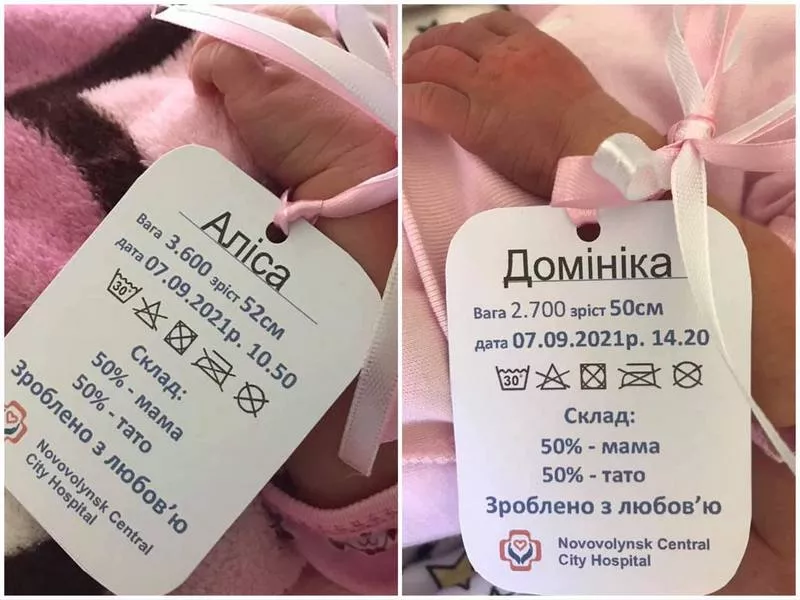 Аліса
Вага 3.600 зріст 52см
дата 07.09.2021р. 10.50
30°
Склад:
50% - мама
50% - тато
Зроблено з любов’ю
Novovolynsk Central
City Hospital
Домініка
Вага 2.700 зріст 50см
дата 07.09.2021р. 14.20
30°
Склад:
50% - мама
50% - тато
Зроблено з любов’ю
Novovolynsk Central
City Hospital